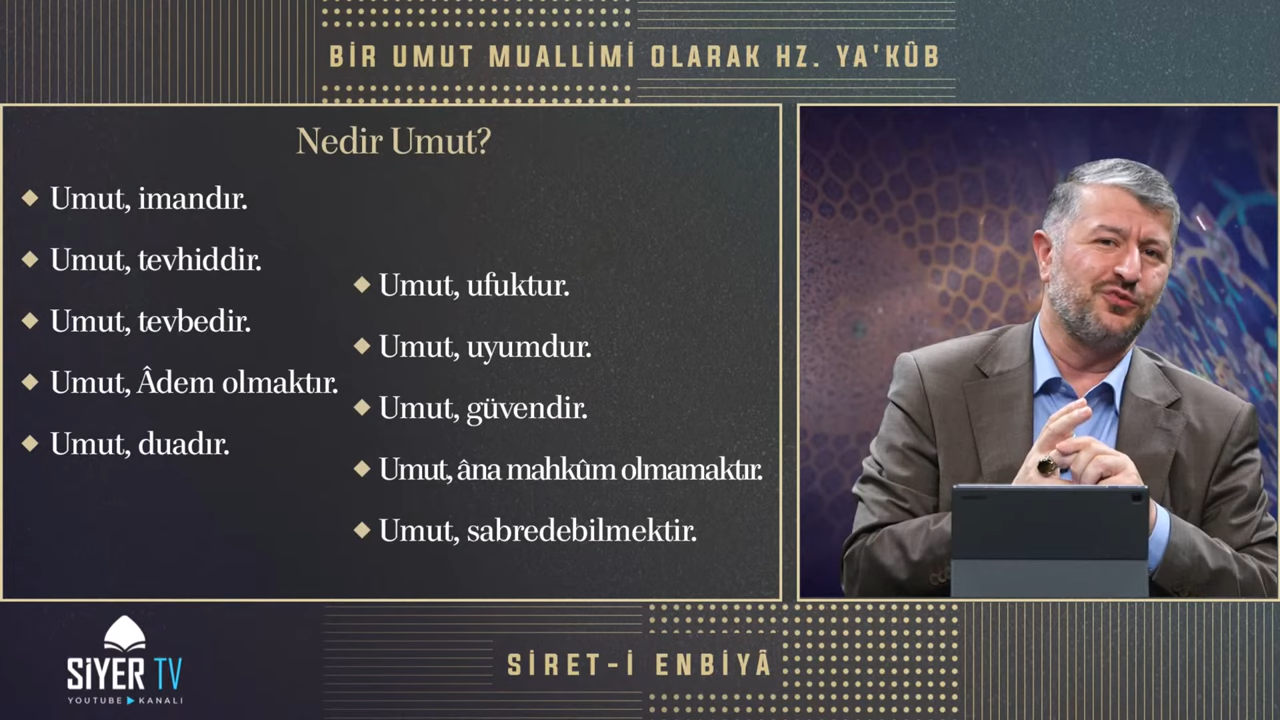 BİR UMUT MUALLİMİ OLARAK HZ. YA'KÛB
Nedir Umut?
Umut, imandır.
Umut, tevhiddir.
Umut, tevbedir.
Umut, Âdem olmaktır.
Umut, duadır.
Umut, ufuktur.
Umut, uyumdur.
Umut, güvendir.
Umut, âna mahkûm olmamaktır.
Umut, sabredebilmektir.
SİYER TV
YOUTUBE KANALI
SİRET-İ ENBİYÂ